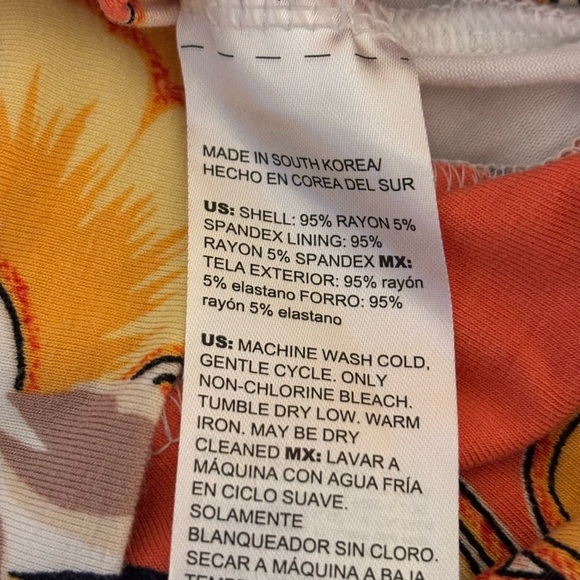 MADE IN SOUTH KOREA/
HECHO EN COREA DEL SUR
US: SHELL: 95% RAYON 5%
SPANDEX LINING: 95%
RAYON 5% SPANDEX MX:
TELA EXTERIOR: 95% rayón
5% elastano FORRO: 95%
rayón 5% elastano
US: MACHINE WASH COLD,
GENTLE CYCLE. ONLY
NON-CHLORINE BLEACH.
TUMBLE DRY LOW. WARM
IRON. MAY BE DRY
CLEANED MX: LAVAR A
MÁQUINA CON AGUA FRÍA
EN CICLO SUAVE.
SOLAMENTE
BLANQUEADOR SIN CLORO.
SECAR A MÁQUINA A BAJA